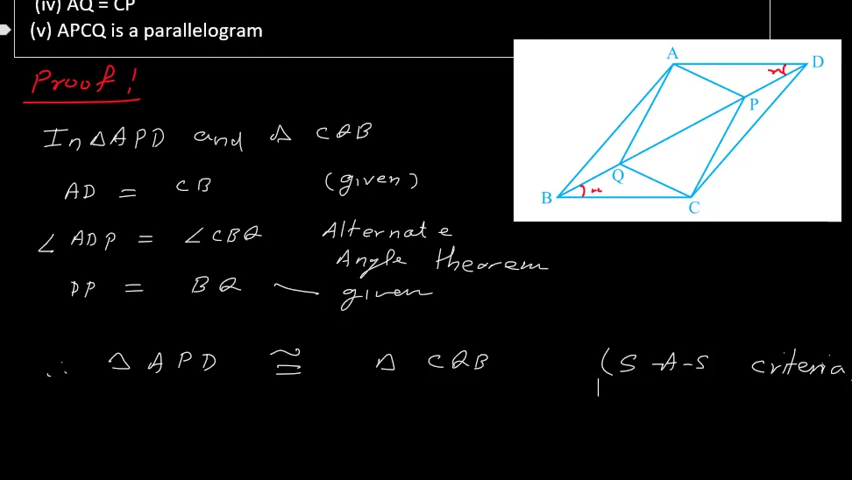 (iv) AQ = CP
(v) APCQ is a parallelogram
Proof!
In △ APD and △ CQB
AD = CB (given)
∠ ADP = ∠ CBQ Alternate
Angle theorem
DP = BQ — given
∴ △ APD ≅ △ CQB (S-A-S criteria
A
D
P
Q
B
C
x
x